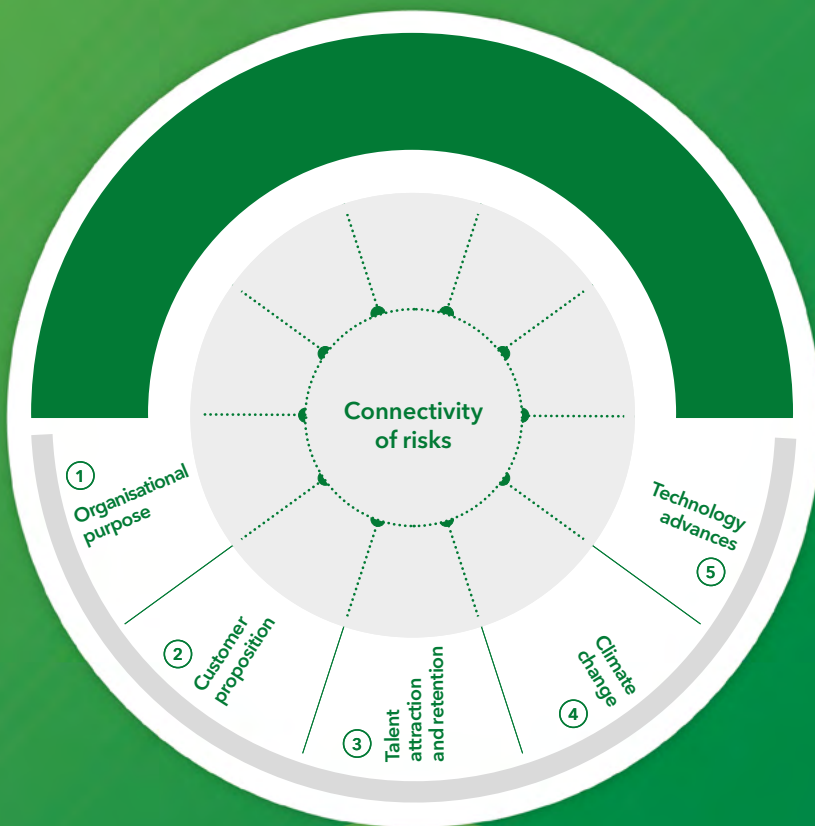 Connectivity
of risks
1
Organisational
purpose
2
Customer
proposition
3
Talent
attraction
and retention
4
Climate
change
5
Technology
advances